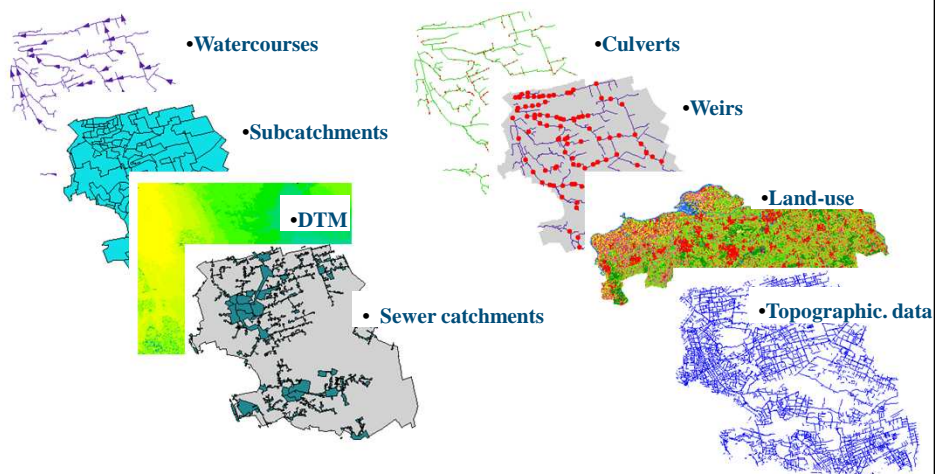 •Watercourses
•Subcatchments
•DTM
• Sewer catchments
•Culverts
•Weirs
•Land-use
•Topographic. data